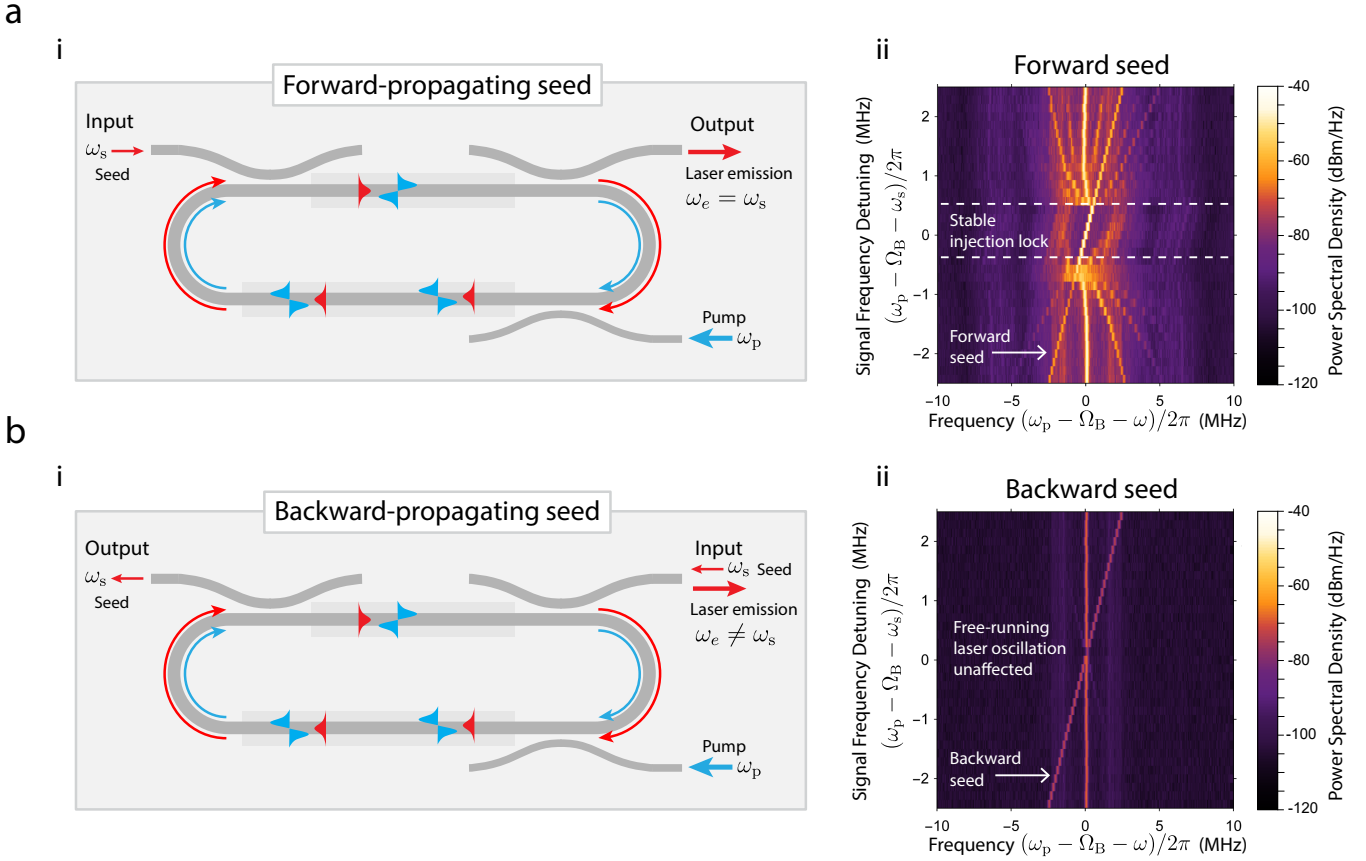 a
i
Forward-propagating seed
Input
ωs
Seed
Output
Laser emission
ωe = ωs
Pump
ωp
ii
Forward seed
Signal Frequency Detuning (MHz)
(ωp − ΩB − ωs)/2π
2
1
0
-1
-2
Stable
injection lock
Forward
seed
-10
-5
0
5
10
Frequency (ωp − ΩB − ω)/2π (MHz)
-40
-60
-80
-100
-120
Power Spectral Density (dBm/Hz)
b
i
Backward-propagating seed
Output
ωs
Seed
Input
ωs Seed
Laser emission
ωe ≠ ωs
Pump
ωp
ii
Backward seed
Signal Frequency Detuning (MHz)
(ωp − ΩB − ωs)/2π
2
1
0
-1
-2
Free-running
laser oscillation
unaffected
Backward
seed
-10
-5
0
5
10
Frequency (ωp − ΩB − ω)/2π (MHz)
-40
-60
-80
-100
-120
Power Spectral Density (dBm/Hz)